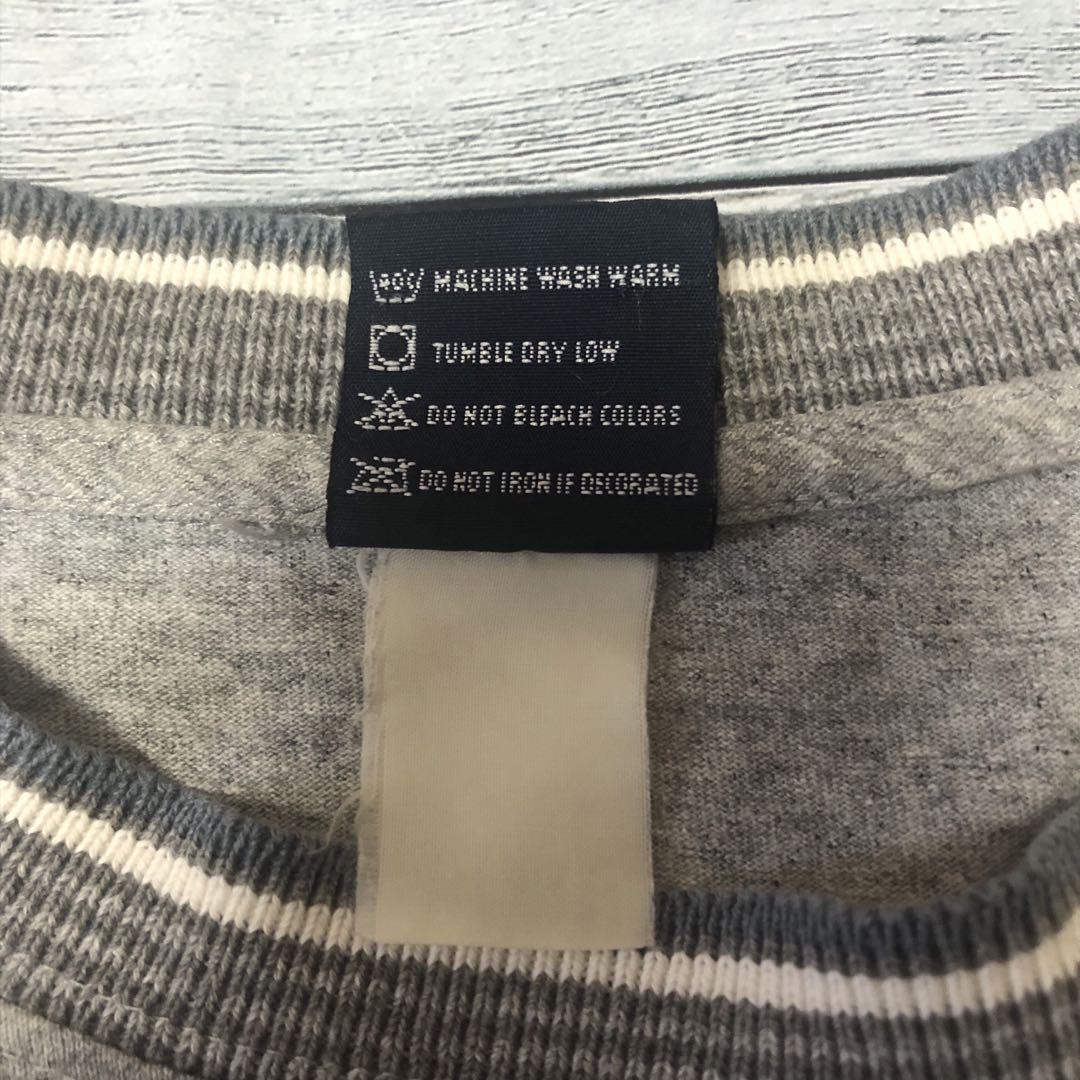 40° MACHINE WASH WARM
TUMBLE DRY LOW
DO NOT BLEACH COLORS
DO NOT IRON IF DECORATED